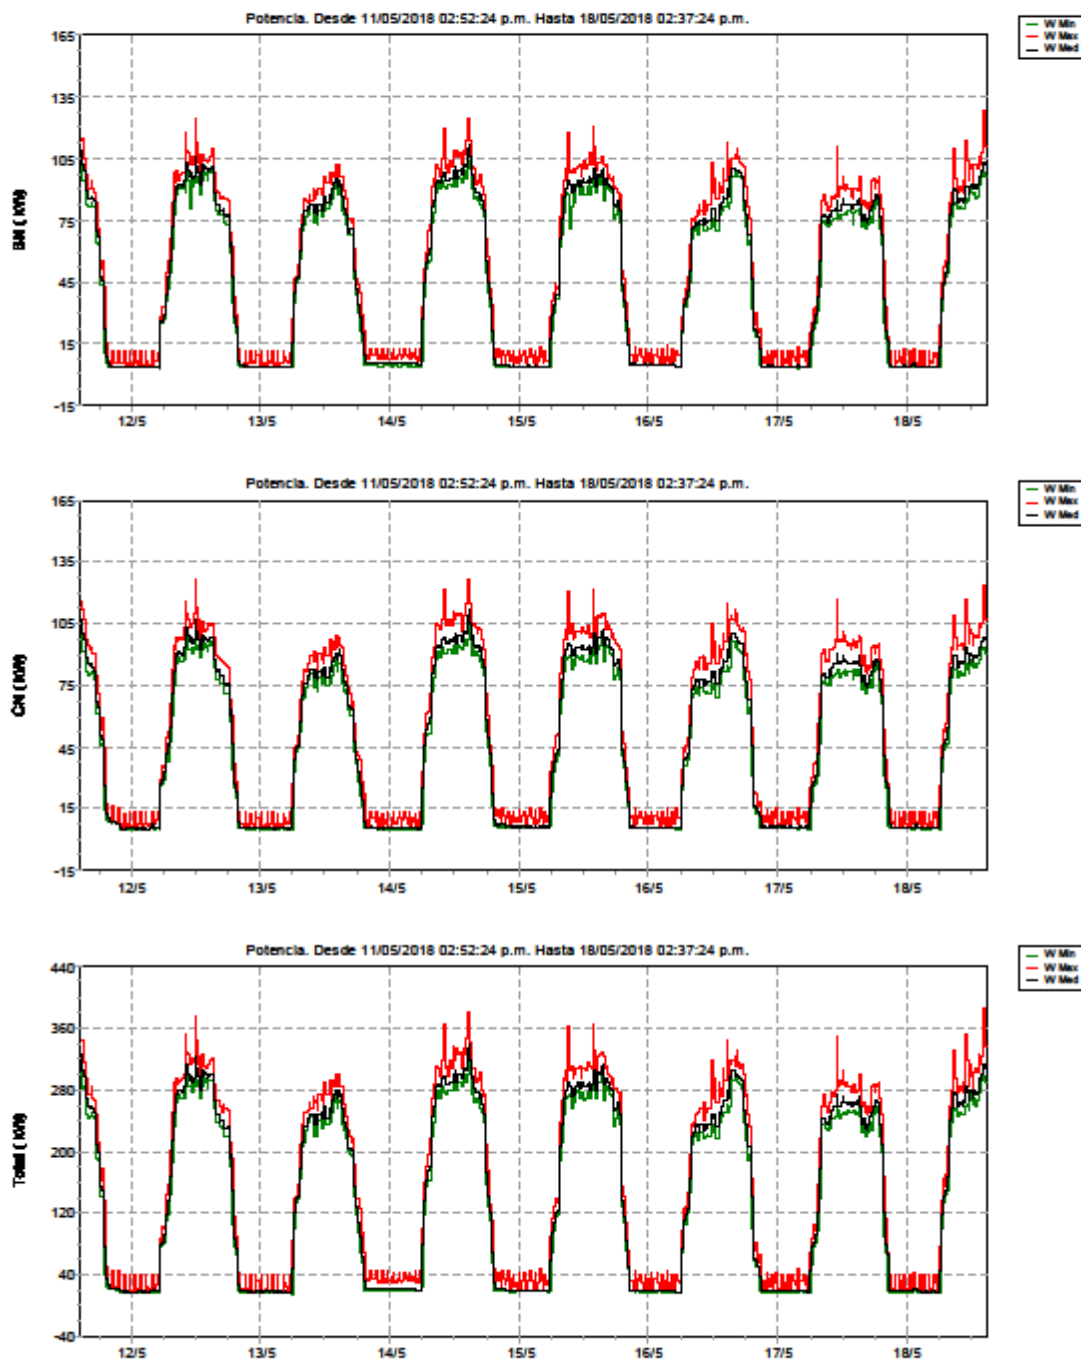 Potencia. Desde 11/05/2018 02:52:24 p.m. Hasta 18/05/2018 02:37:24 p.m.
W Min
W Max
W Med
165
135
105
75
45
15
-15
BN ( kW)
12/5 13/5 14/5 15/5 16/5 17/5 18/5
Potencia. Desde 11/05/2018 02:52:24 p.m. Hasta 18/05/2018 02:37:24 p.m.
W Min
W Max
W Med
165
135
105
75
45
15
-15
CN ( kW)
12/5 13/5 14/5 15/5 16/5 17/5 18/5
Potencia. Desde 11/05/2018 02:52:24 p.m. Hasta 18/05/2018 02:37:24 p.m.
W Min
W Max
W Med
440
360
280
200
120
40
-40
Total ( kW)
12/5 13/5 14/5 15/5 16/5 17/5 18/5